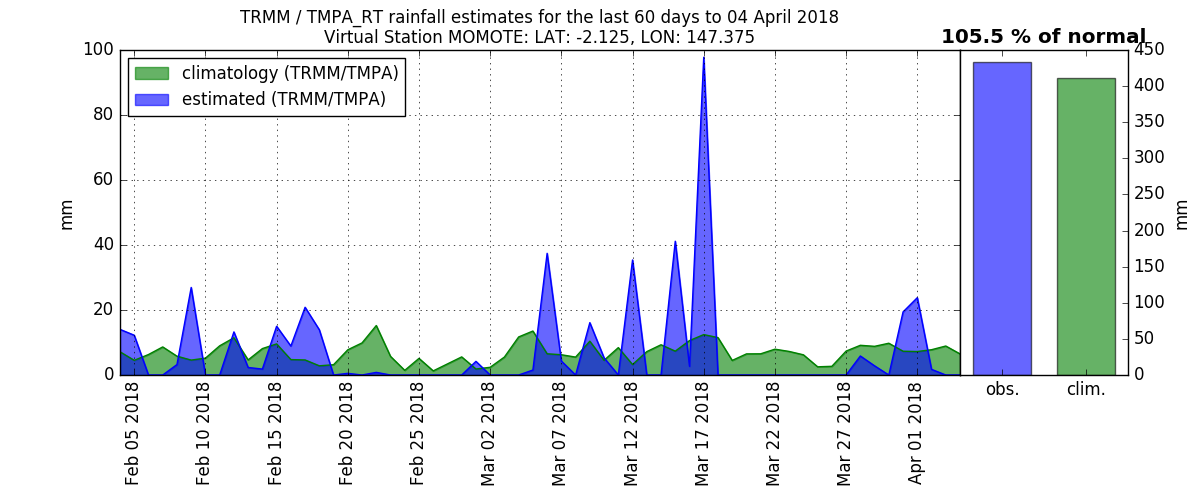 TRMM / TMPA_RT rainfall estimates for the last 60 days to 04 April 2018
Virtual Station MOMOTE: LAT: -2.125, LON: 147.375
105.5 % of normal
climatology (TRMM/TMPA)
estimated (TRMM/TMPA)
mm
100
80
60
40
20
0
Feb 05 2018
Feb 10 2018
Feb 15 2018
Feb 20 2018
Feb 25 2018
Mar 02 2018
Mar 07 2018
Mar 12 2018
Mar 17 2018
Mar 22 2018
Mar 27 2018
Apr 01 2018
obs.
clim.
450
400
350
300
250
200
150
100
50
0
mm